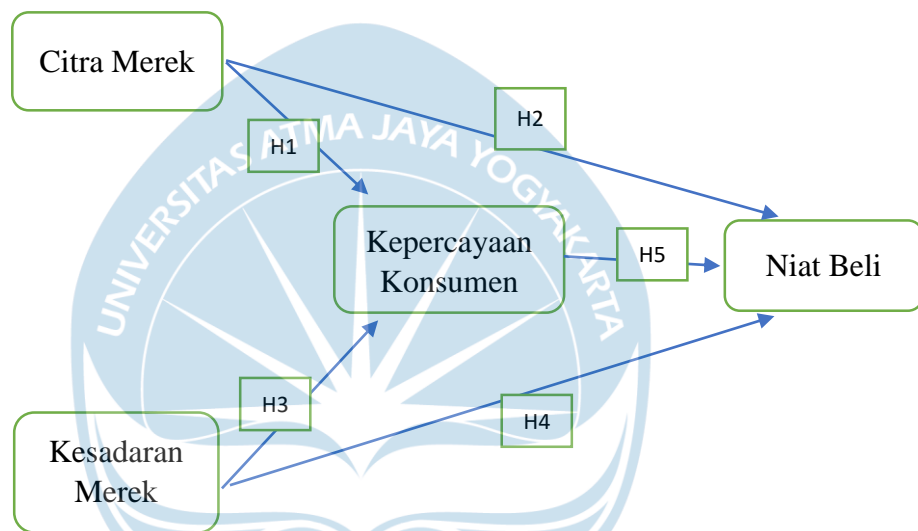 Citra Merek
H2
H1
UNIVERSITAS ATMA JAYA YOGYAKARTA
Kepercayaan
Konsumen
H5
Niat Beli
H3
H4
Kesadaran
Merek